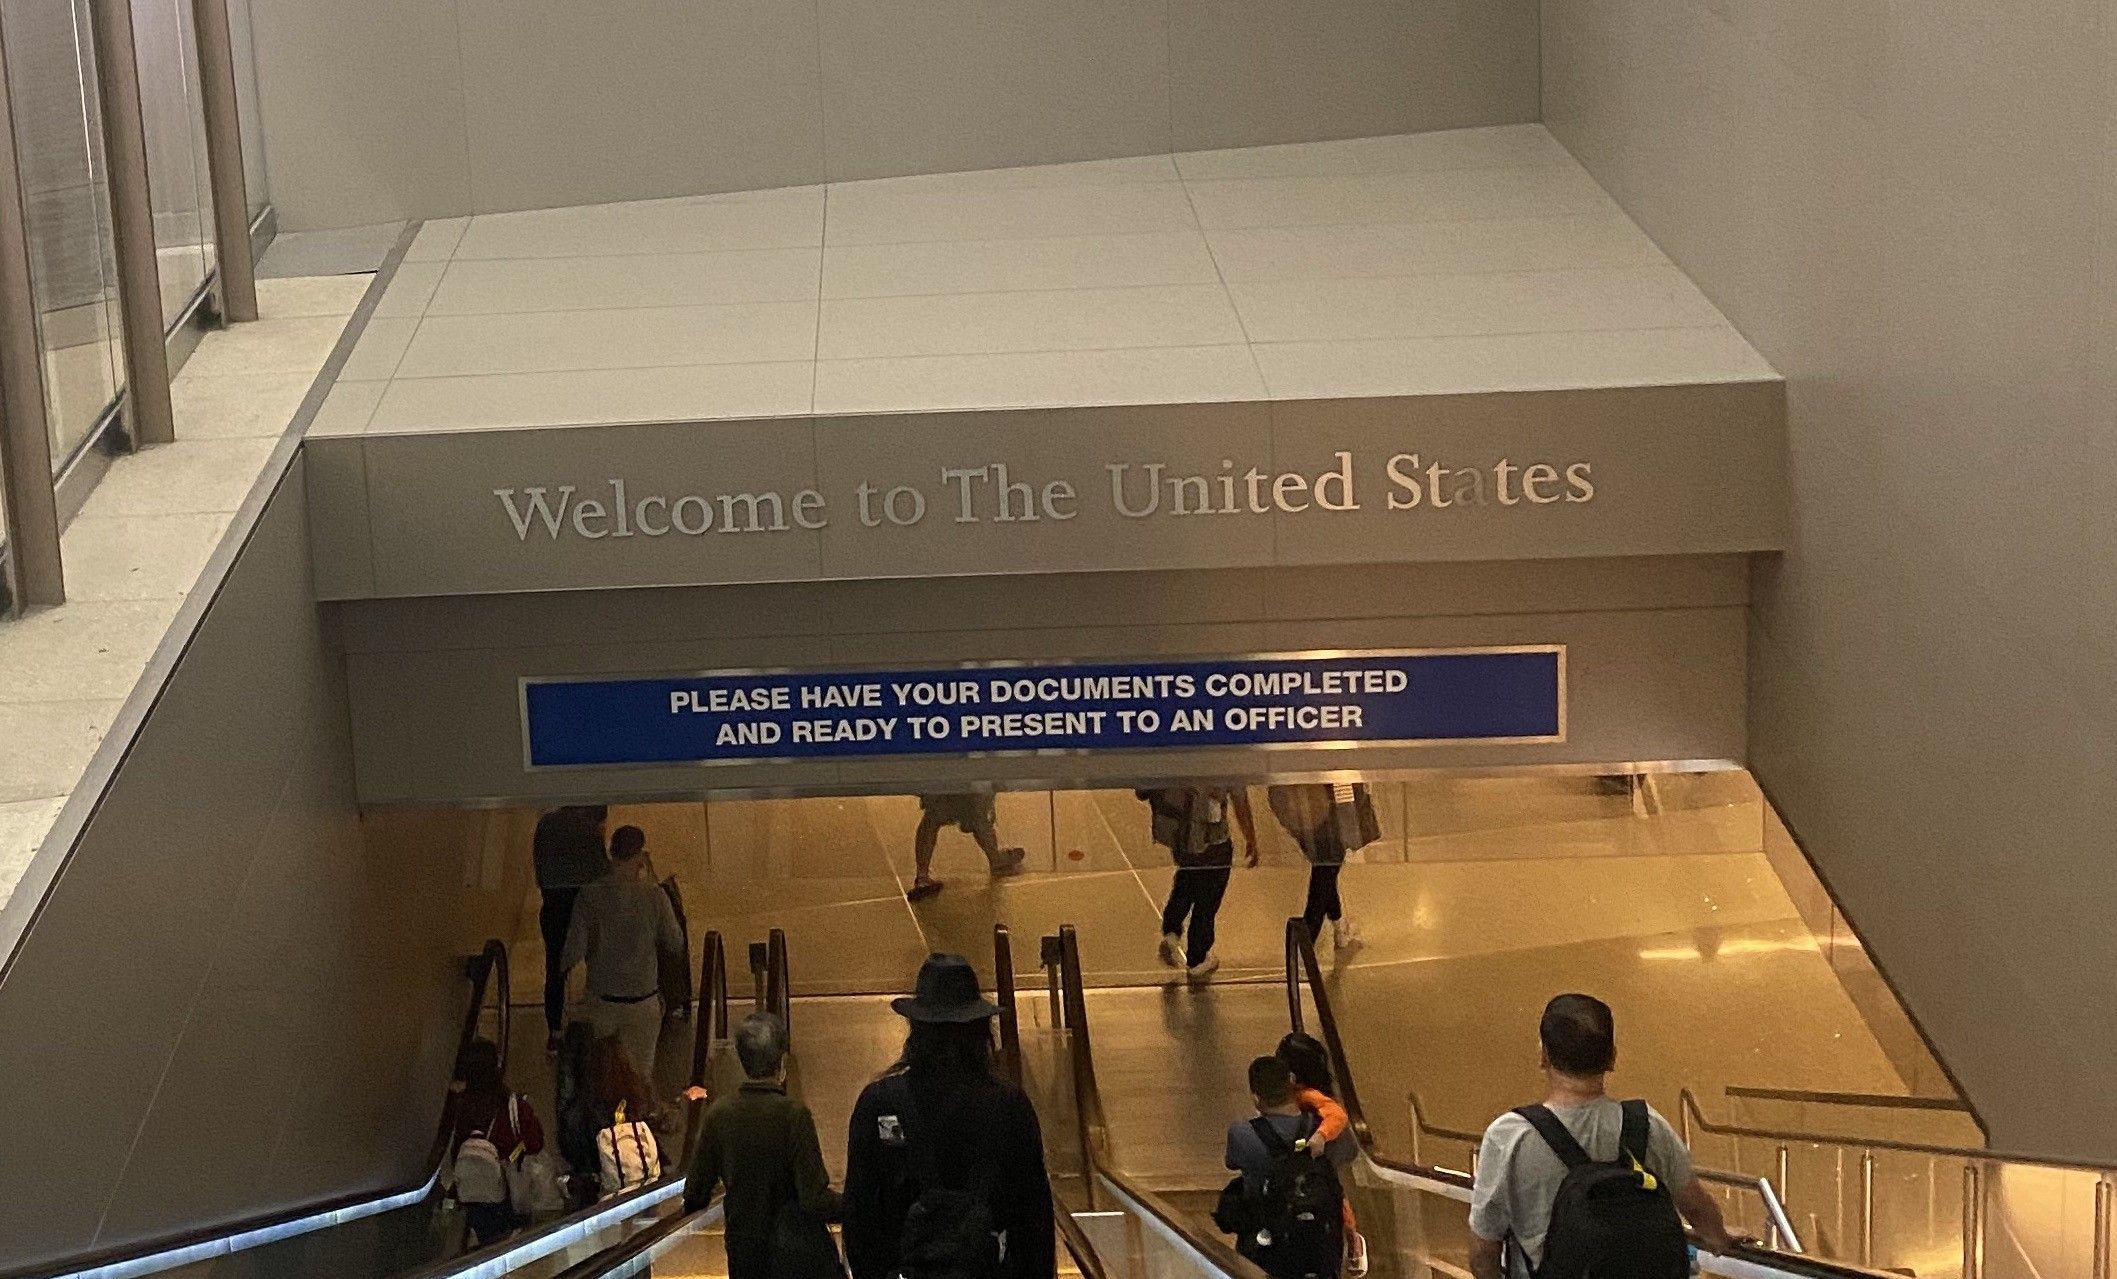 Welcome to The United States
PLEASE HAVE YOUR DOCUMENTS COMPLETED
AND READY TO PRESENT TO AN OFFICER